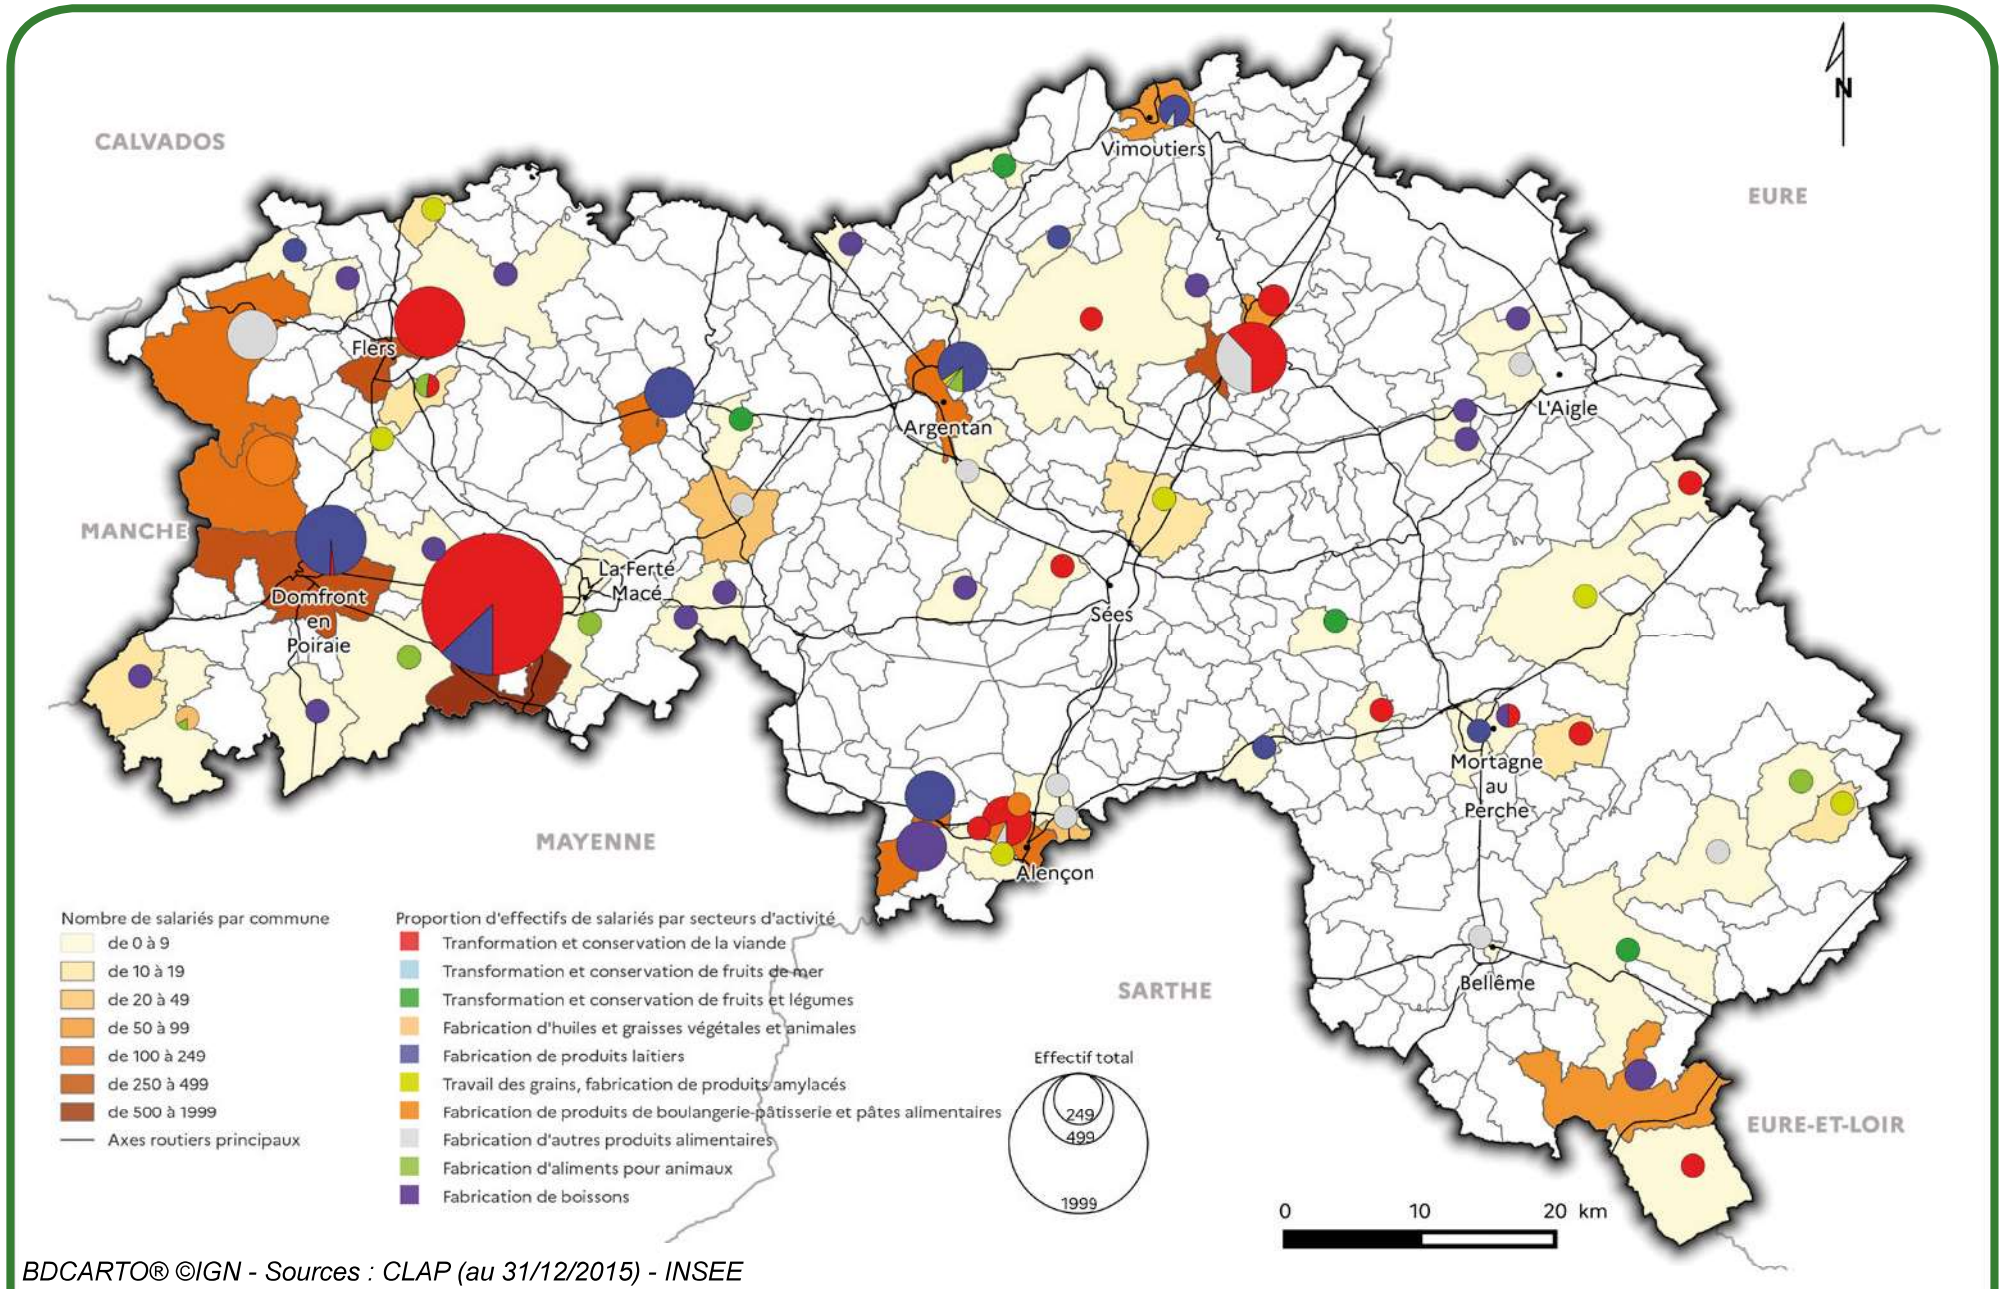 N
CALVADOS
Vimoutiers
EURE
Flers
L'Aigle
Argentan
MANCHE
La Ferté
Macé
Domfront
en
Poiraie
Sées
Mortagne
au
Perche
MAYENNE
Alençon
SARTHE
Bellême
EURE-ET-LOIR
Nombre de salariés par commune
de 0 à 9
de 10 à 19
de 20 à 49
de 50 à 99
de 100 à 249
de 250 à 499
de 500 à 1999
Axes routiers principaux
Proportion d'effectifs de salariés par secteurs d'activité
Tranformation et conservation de la viande
Transformation et conservation de fruits de mer
Transformation et conservation de fruits et légumes
Fabrication d'huiles et graisses végétales et animales
Fabrication de produits laitiers
Travail des grains, fabrication de produits amylacés
Fabrication de produits de boulangerie-pâtisserie et pâtes alimentaires
Fabrication d'autres produits alimentaires
Fabrication d'aliments pour animaux
Fabrication de boissons
Effectif total
249
499
1999
0 10 20 km
BDCARTO® ©IGN - Sources : CLAP (au 31/12/2015) - INSEE